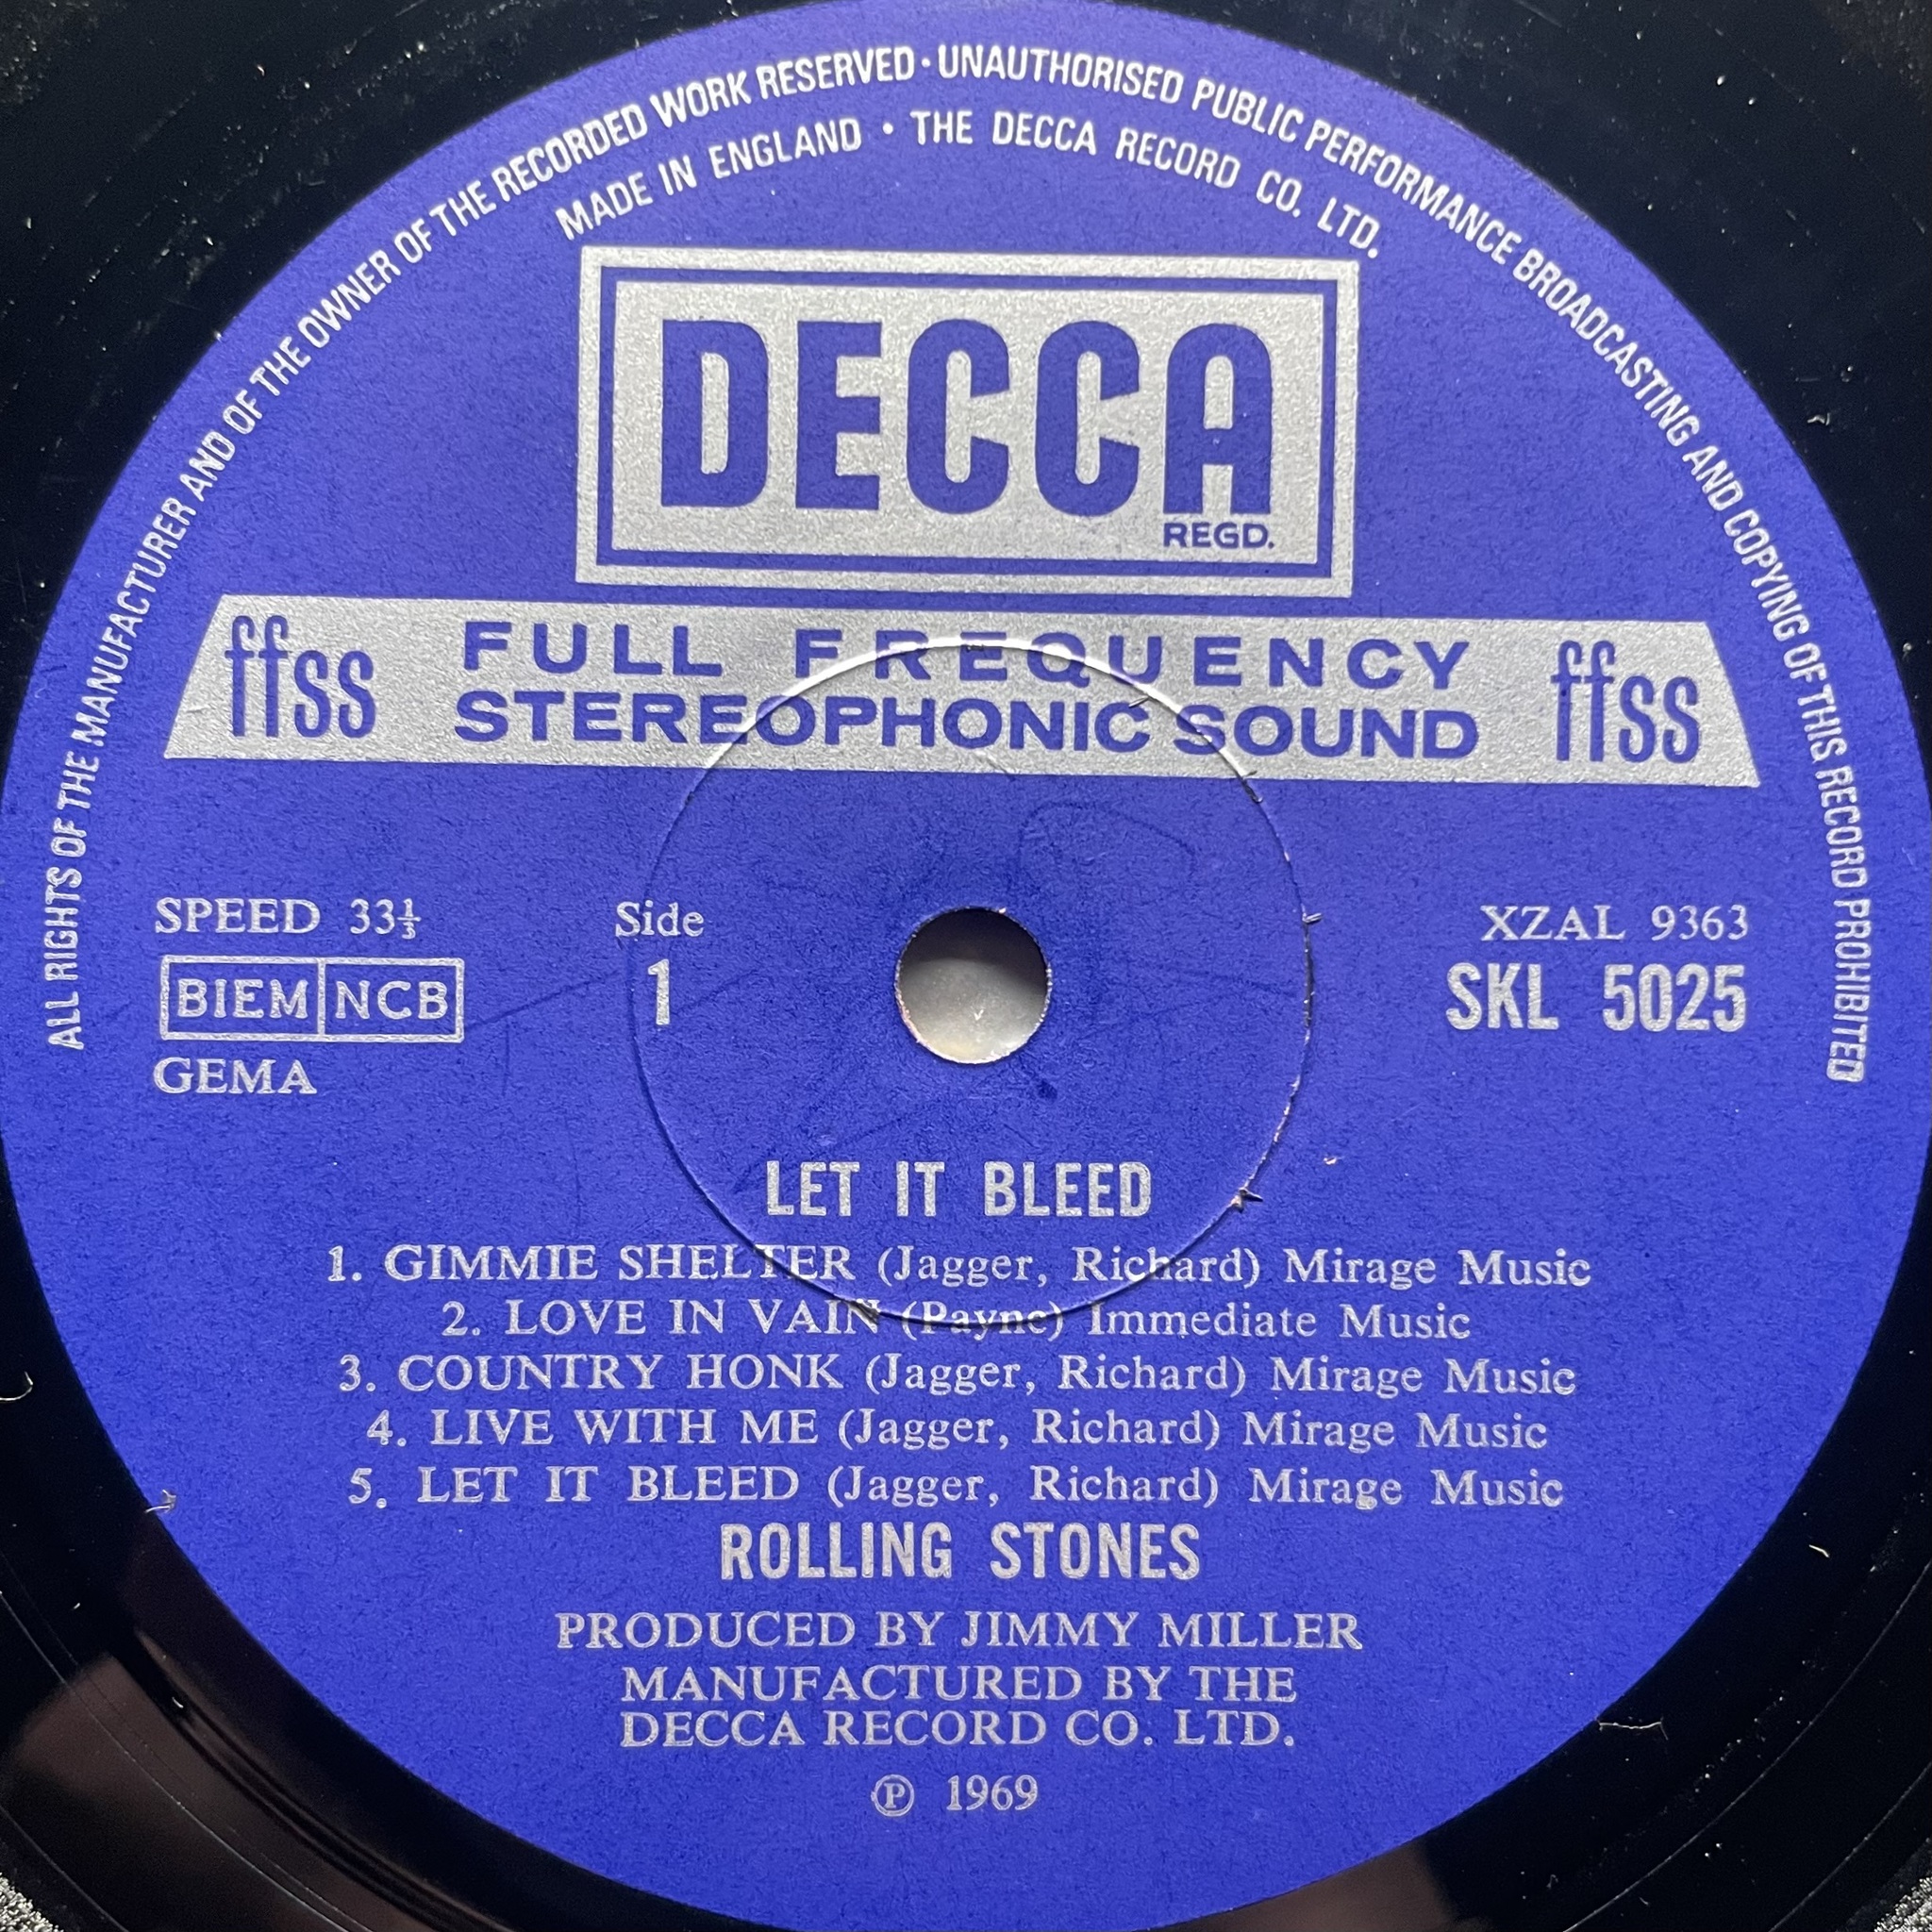 ALL RIGHTS OF THE MANUFACTURER AND OF THE OWNER OF THE RECORDED WORK RESERVED · UNAUTHORISED PUBLIC PERFORMANCE BROADCASTING AND COPYING OF THIS RECORD PROHIBITED
MADE IN ENGLAND · THE DECCA RECORD CO. LTD.
DECCA
REGD.
ffss FULL FREQUENCY ffss
STEREOPHONIC SOUND
SPEED 33⅓ Side XZAL 9363
BIEM NCB 1 SKL 5025
GEMA
LET IT BLEED
1. GIMMIE SHELTER (Jagger, Richard) Mirage Music
2. LOVE IN VAIN (Payne) Immediate Music
3. COUNTRY HONK (Jagger, Richard) Mirage Music
4. LIVE WITH ME (Jagger, Richard) Mirage Music
5. LET IT BLEED (Jagger, Richard) Mirage Music
ROLLING STONES
PRODUCED BY JIMMY MILLER
MANUFACTURED BY THE
DECCA RECORD CO. LTD.
℗ 1969